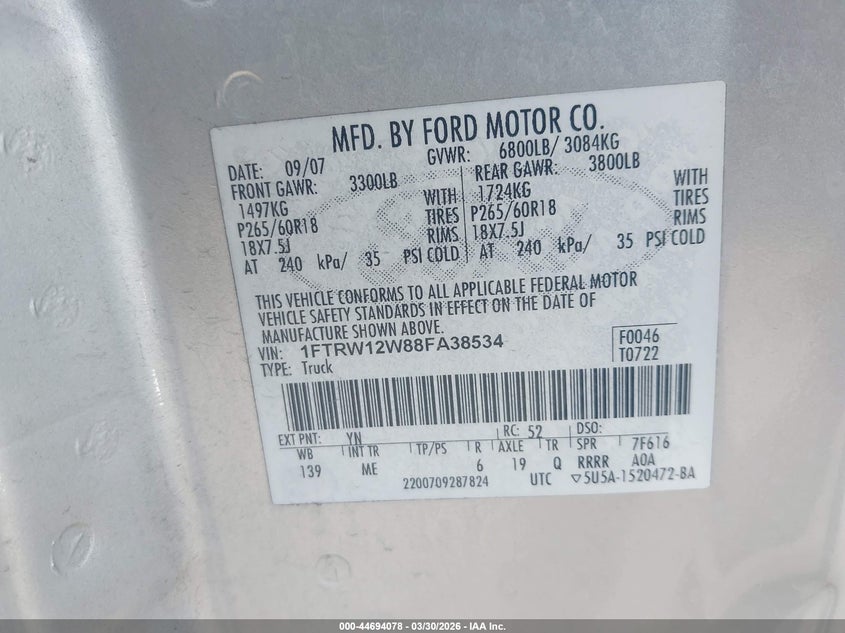 MFD. BY FORD MOTOR CO.
DATE: 09/07 GVWR: 6800LB/ 3084KG
FRONT GAWR: 3300LB REAR GAWR: 3800LB
1497KG WITH 1724KG WITH
P265/60R18 TIRES P265/60R18 TIRES
18X7.5J RIMS 18X7.5J RIMS
AT 240 kPa/ 35 PSI COLD AT 240 kPa/ 35 PSI COLD
THIS VEHICLE CONFORMS TO ALL APPLICABLE FEDERAL MOTOR
VEHICLE SAFETY STANDARDS IN EFFECT ON THE DATE OF
MANUFACTURE SHOWN ABOVE.
VIN: 1FTRW12W88FA38534 F0046
TYPE: Truck T0722
EXT PNT: YN RC: 52 DSO:
WB INT TR TP/PS R AXLE TR SPR 7F616
139 ME 6 19 Q RRRR AOA
2200709287824 UTC ▽5U5A-1520472-BA
000-44694078 | 03/30/2026 - IAA Inc.